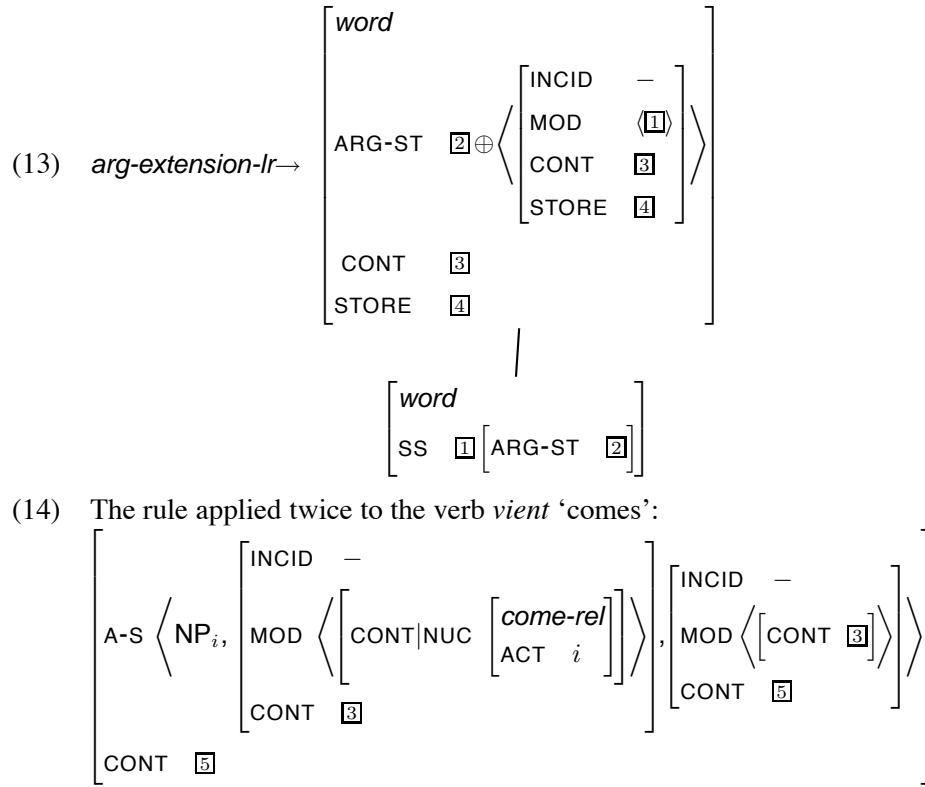 word
INCID −
MOD ⟨[1]⟩
(13) arg-extension-lr→ ARG-ST [2] ⊕ ⟨ ⟩
CONT [3]
STORE [4]
CONT [3]
STORE [4]
word
SS [1] [ARG-ST [2]]
(14) The rule applied twice to the verb vient ‘comes’:
INCID −
INCID −
A-S ⟨NPᵢ, MOD ⟨[CONT|NUC [come-rel
ACT i]]⟩ , MOD ⟨[CONT [3]]⟩ ⟩
CONT [3]
CONT [5]
CONT [5]